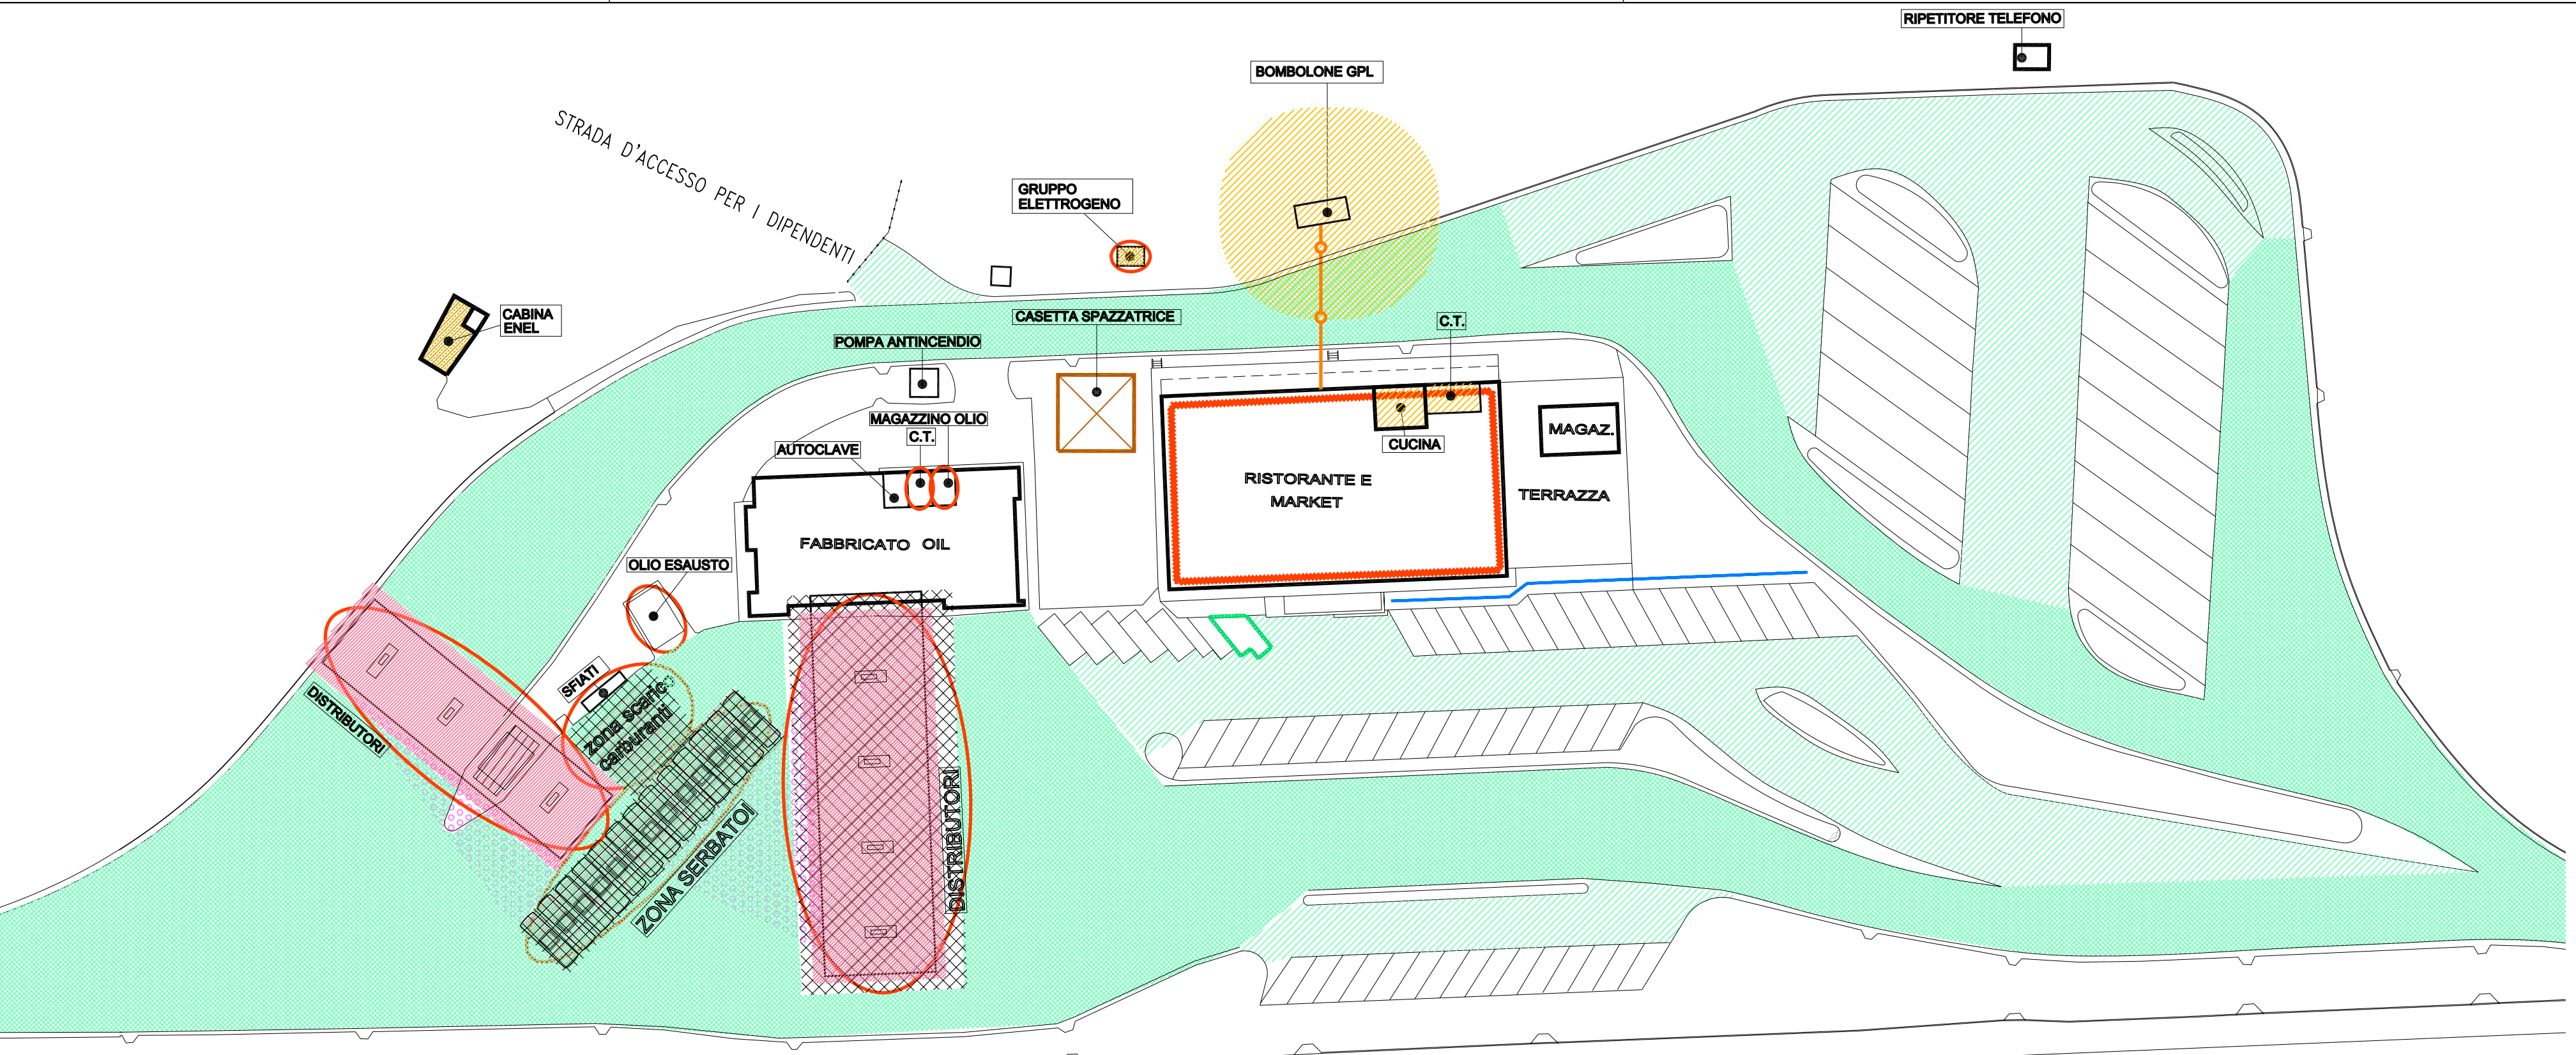 RIPETITORE TELEFONO
BOMBOLONE GPL
STRADA D'ACCESSO PER I DIPENDENTI
GRUPPO
ELETTROGENO
CABINA
ENEL
CASETTA SPAZZATRICE
C.T.
POMPA ANTINCENDIO
MAGAZZINO OLIO
C.T.
AUTOCLAVE
CUCINA
MAGAZ.
RISTORANTE E
MARKET
TERRAZZA
FABBRICATO OIL
OLIO ESAUSTO
SFIATI
DISTRIBUTORI
zona scarico
carburanti
ZONA SERBATOI
DISTRIBUTORI